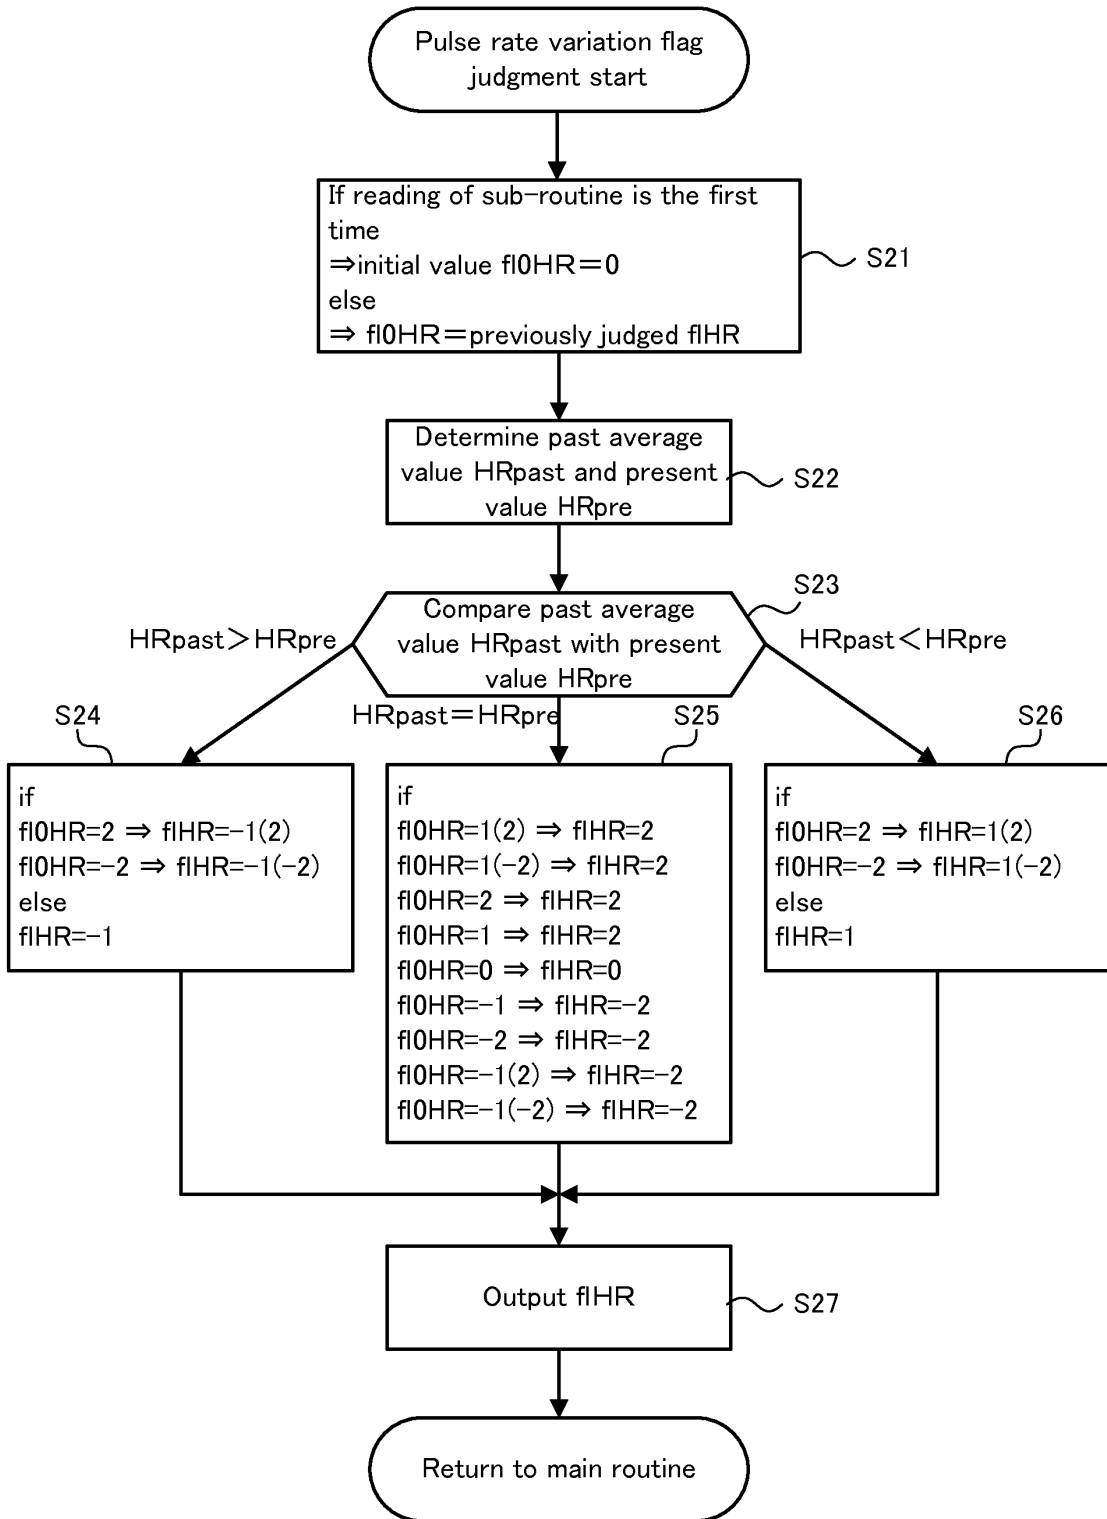 Pulse rate variation flag
judgment start
If reading of sub-routine is the first
time
⇒initial value fl0HR=0
else
⇒ fl0HR=previously judged flHR
S21
Determine past average
value HRpast and present
value HRpre
S22
S23
Compare past average
value HRpast with present
value HRpre
HRpast>HRpre
HRpast<HRpre
HRpast=HRpre
S24
if
fl0HR=2 ⇒ flHR=-1(2)
fl0HR=-2 ⇒ flHR=-1(-2)
else
flHR=-1
S25
if
fl0HR=1(2) ⇒ flHR=2
fl0HR=1(-2) ⇒ flHR=2
fl0HR=2 ⇒ flHR=2
fl0HR=1 ⇒ flHR=2
fl0HR=0 ⇒ flHR=0
fl0HR=-1 ⇒ flHR=-2
fl0HR=-2 ⇒ flHR=-2
fl0HR=-1(2) ⇒ flHR=-2
fl0HR=-1(-2) ⇒ flHR=-2
S26
if
fl0HR=2 ⇒ flHR=1(2)
fl0HR=-2 ⇒ flHR=1(-2)
else
flHR=1
Output flHR
S27
Return to main routine